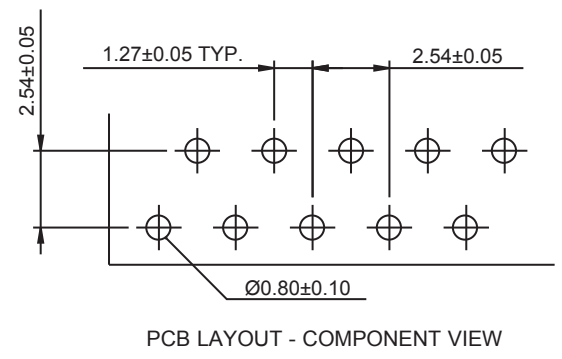 1.27±0.05 TYP.
2.54±0.05
2.54±0.05
Ø0.80±0.10
PCB LAYOUT - COMPONENT VIEW